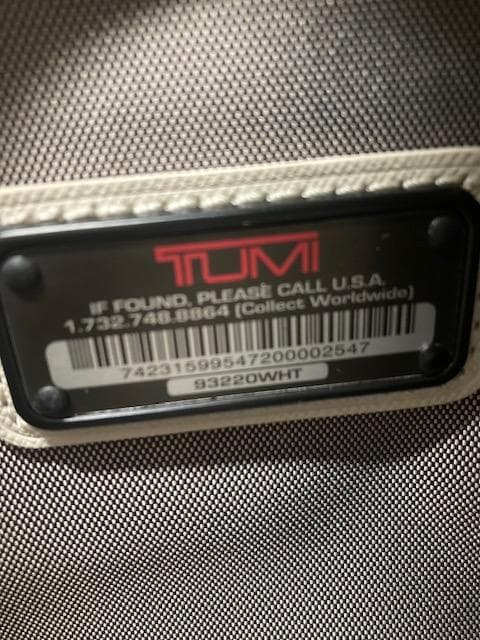 TUMI
IF FOUND, PLEASE CALL U.S.A.
1.732.748.8864 (Collect Worldwide)
74231599547200002547
93220WHT